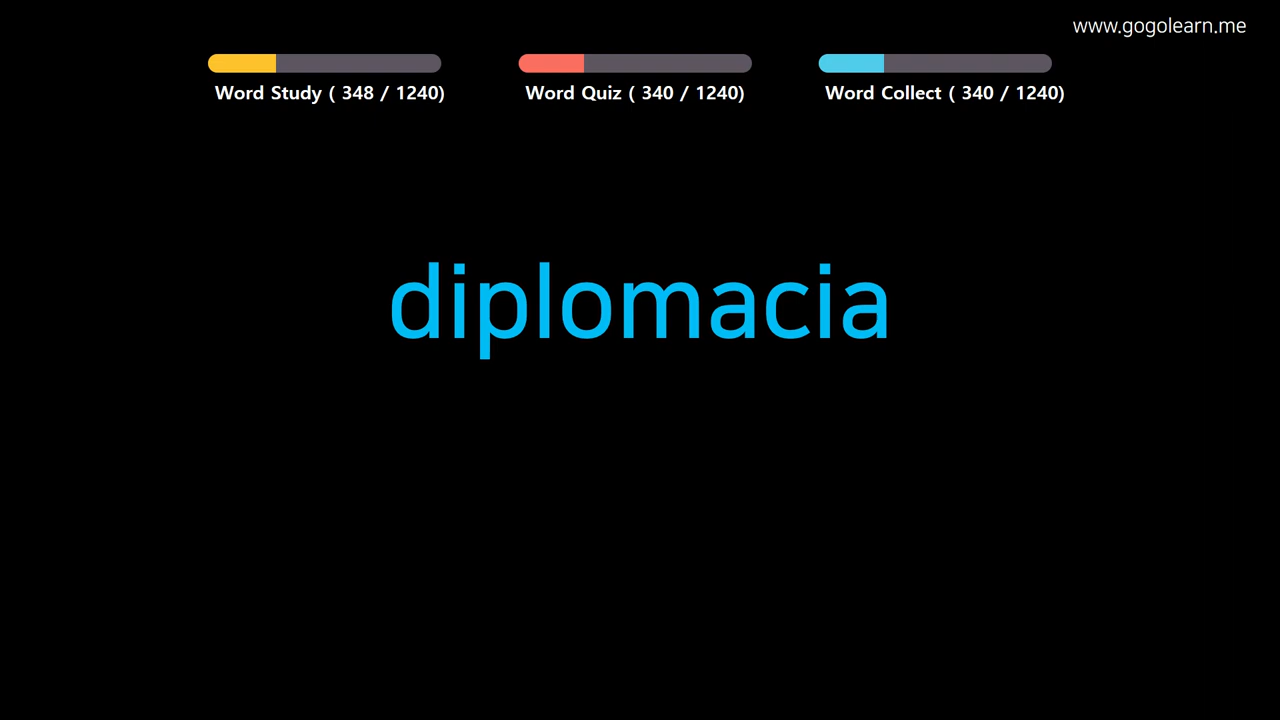 www.gogolearn.me
Word Study ( 348 / 1240)
Word Quiz ( 340 / 1240)
Word Collect ( 340 / 1240)
diplomacia